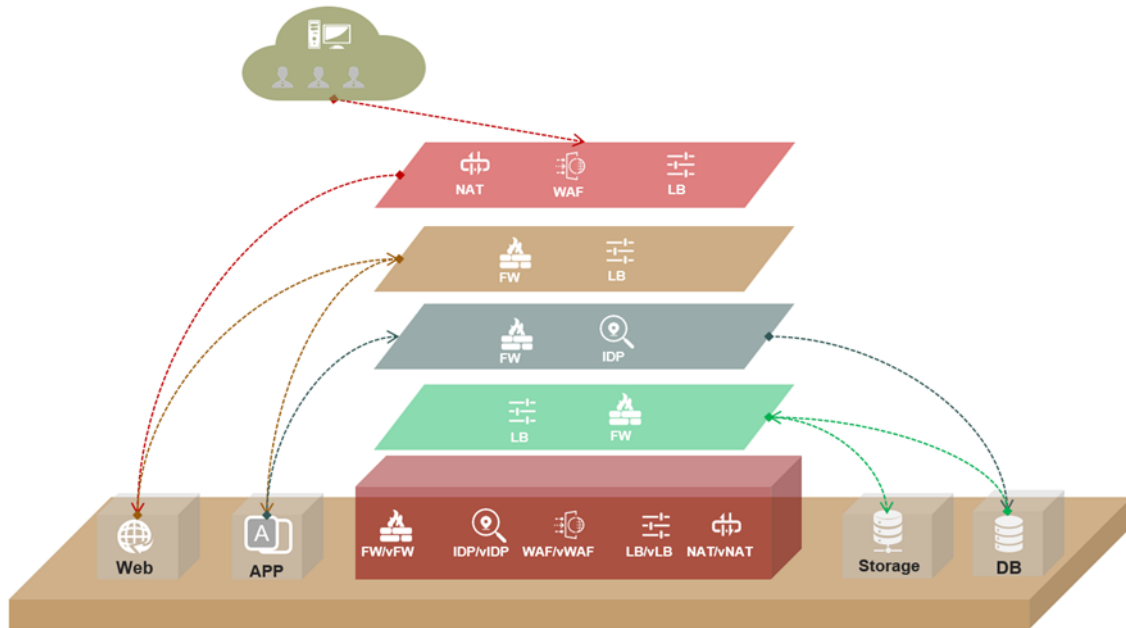 NAT
WAF
LB
FW
LB
FW
IDP
LB
FW
FW/vFW
IDP/vIDP
WAF/vWAF
LB/vLB
NAT/vNAT
Web
A
APP
Storage
DB